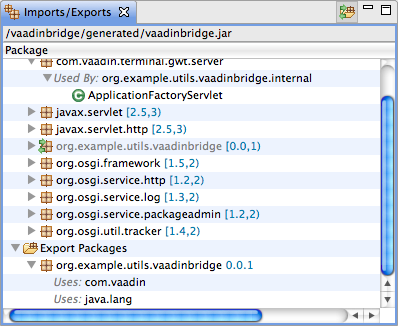 Imports/Exports
/vaadinbridge/generated/vaadinbridge.jar
Package
com.vaadin.terminal.gwt.server
Used By: org.example.utils.vaadinbridge.internal
ApplicationFactoryServlet
javax.servlet [2.5,3)
javax.servlet.http [2.5,3)
org.example.utils.vaadinbridge [0.0,1)
org.osgi.framework [1.5,2)
org.osgi.service.http [1.2,2)
org.osgi.service.log [1.3,2)
org.osgi.service.packageadmin [1.2,2)
org.osgi.util.tracker [1.4,2)
Export Packages
org.example.utils.vaadinbridge 0.0.1
Uses: com.vaadin
Uses: java.lang